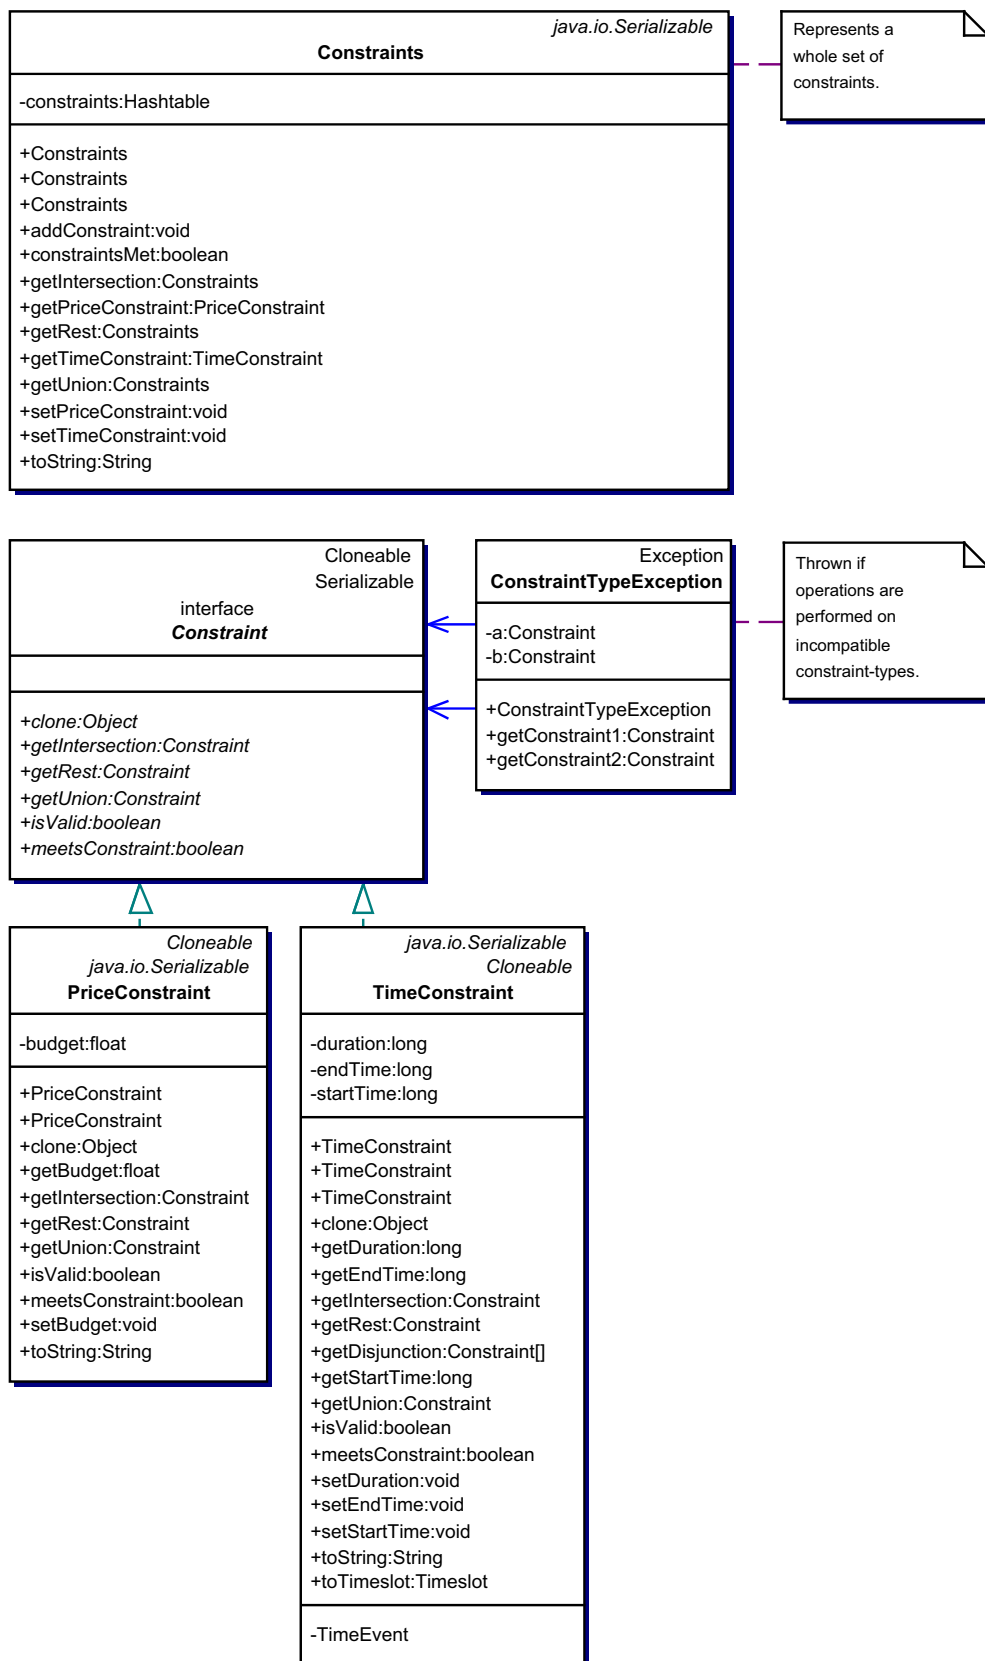 java.io.Serializable
Constraints
-constraints:Hashtable
+Constraints
+Constraints
+Constraints
+addConstraint:void
+constraintsMet:boolean
+getIntersection:Constraints
+getPriceConstraint:PriceConstraint
+getRest:Constraints
+getTimeConstraint:TimeConstraint
+getUnion:Constraints
+setPriceConstraint:void
+setTimeConstraint:void
+toString:String
Represents a
whole set of
constraints.
Cloneable
Serializable
interface
Constraint
+clone:Object
+getIntersection:Constraint
+getRest:Constraint
+getUnion:Constraint
+isValid:boolean
+meetsConstraint:boolean
Exception
ConstraintTypeException
-a:Constraint
-b:Constraint
+ConstraintTypeException
+getConstraint1:Constraint
+getConstraint2:Constraint
Thrown if
operations are
performed on
incompatible
constraint-types.
Cloneable
java.io.Serializable
PriceConstraint
-budget:float
+PriceConstraint
+PriceConstraint
+clone:Object
+getBudget:float
+getIntersection:Constraint
+getRest:Constraint
+getUnion:Constraint
+isValid:boolean
+meetsConstraint:boolean
+setBudget:void
+toString:String
java.io.Serializable
Cloneable
TimeConstraint
-duration:long
-endTime:long
-startTime:long
+TimeConstraint
+TimeConstraint
+TimeConstraint
+clone:Object
+getDuration:long
+getEndTime:long
+getIntersection:Constraint
+getRest:Constraint
+getDisjunction:Constraint[]
+getStartTime:long
+getUnion:Constraint
+isValid:boolean
+meetsConstraint:boolean
+setDuration:void
+setEndTime:void
+setStartTime:void
+toString:String
+toTimeslot:Timeslot
-TimeEvent